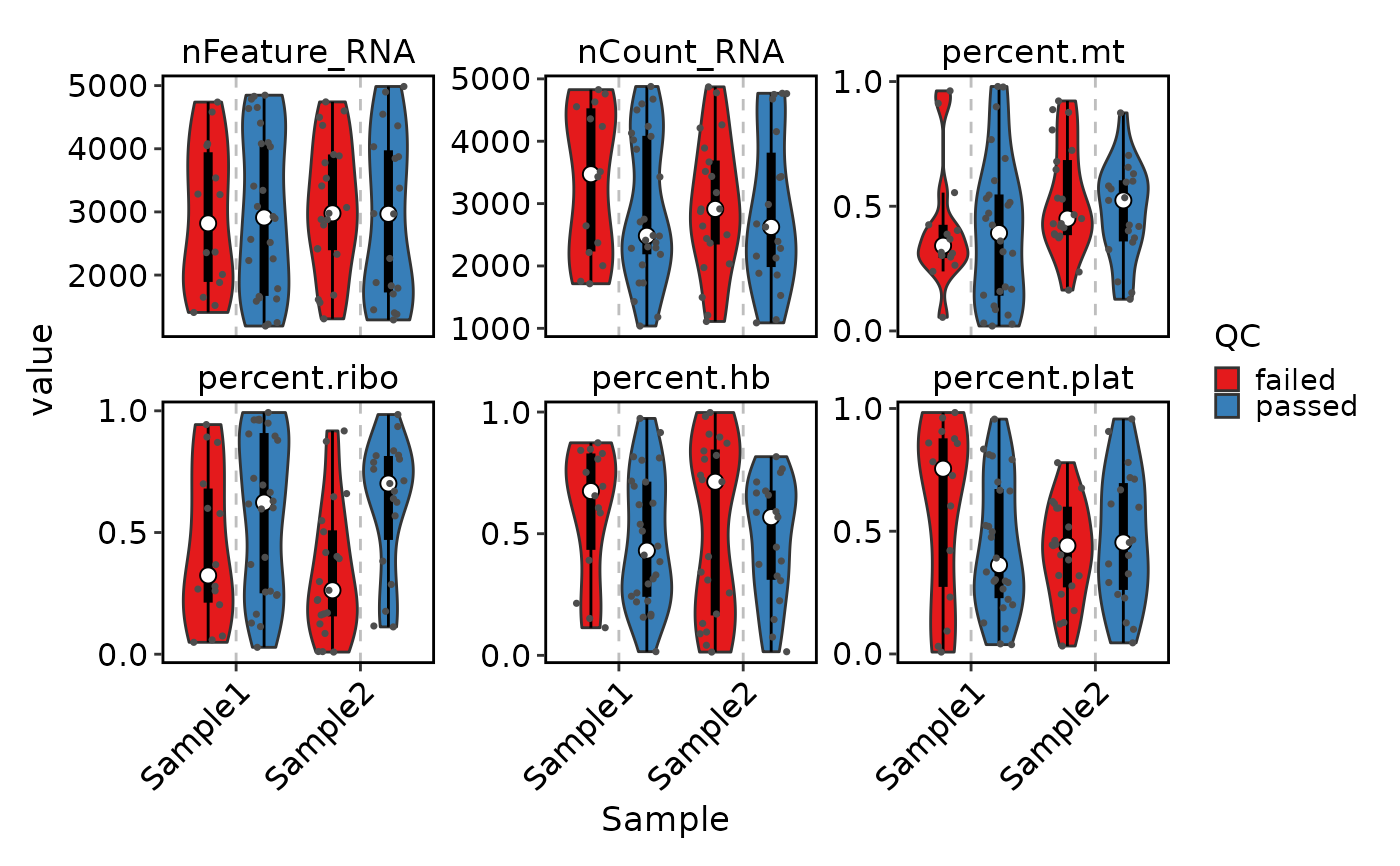 nFeature_RNA
nCount_RNA
percent.mt
5000
4000
3000
2000
5000
4000
3000
2000
1000
1.0
0.5
0.0
value
percent.ribo
percent.hb
percent.plat
1.0
0.5
0.0
1.0
0.5
0.0
1.0
0.5
0.0
Sample1
Sample2
Sample1
Sample2
Sample1
Sample2
Sample
QC
failed
passed